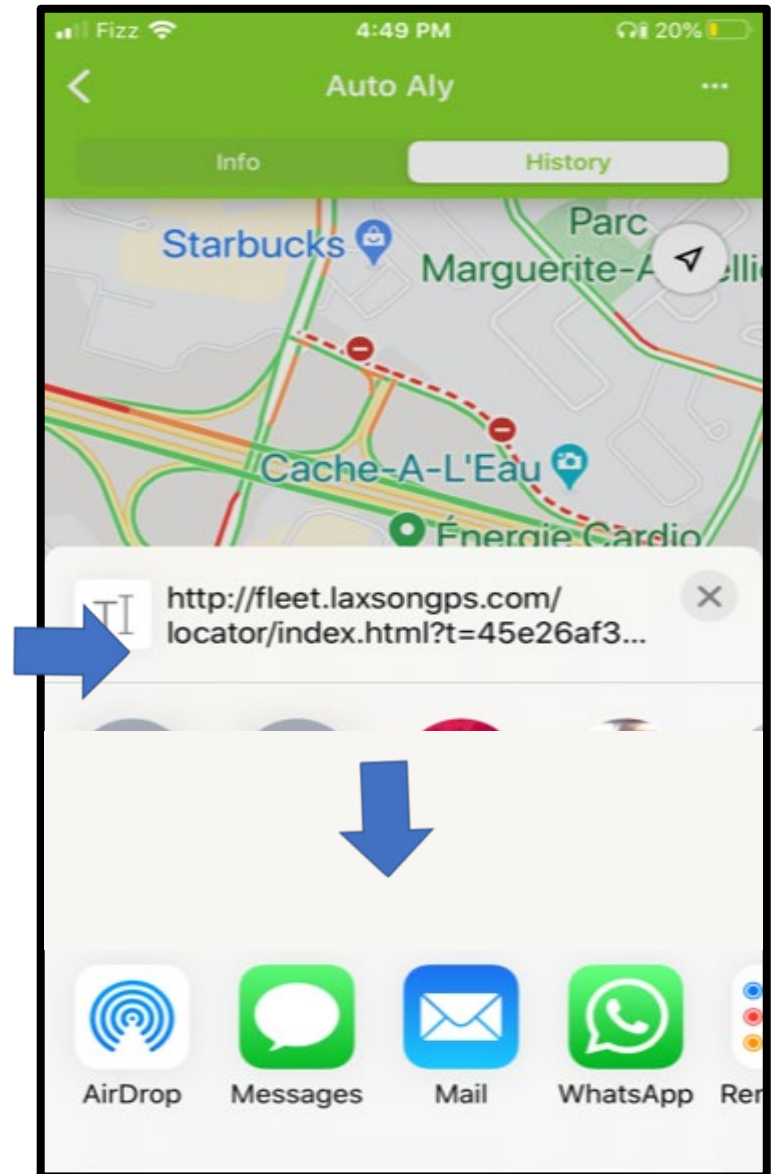 Fizz
4:49 PM
20%
Auto Aly
Info
History
Starbucks
Parc
Marguerite-A
Cache-A-L'Eau
Énergie Cardio
http://fleet.laxsongps.com/
locator/index.html?t=45e26af3...
AirDrop
Messages
Mail
WhatsApp